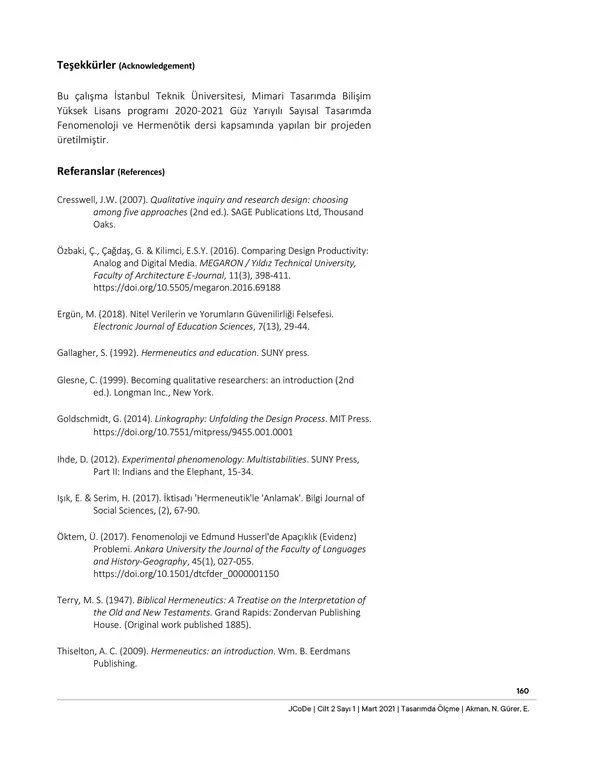 Teşekkürler (Acknowledgement)
Bu çalışma İstanbul Teknik Üniversitesi, Mimari Tasarımda Bilişim
Yüksek Lisans programı 2020-2021 Güz Yarıyılı Sayısal Tasarımda
Fenomenoloji ve Hermenötik dersi kapsamında yapılan bir projeden
üretilmiştir.
Referanslar (References)
Cresswell, J.W. (2007). Qualitative inquiry and research design: choosing
among five approaches (2nd ed.). SAGE Publications Ltd, Thousand
Oaks.
Özbaki, Ç., Çağdaş, G. & Kilimci, E.S.Y. (2016). Comparing Design Productivity:
Analog and Digital Media. MEGARON / Yıldız Technical University,
Faculty of Architecture E-Journal, 11(3), 398-411.
https://doi.org/10.5505/megaron.2016.69188
Ergün, M. (2018). Nitel Verilerin ve Yorumların Güvenilirliği Felsefesi.
Electronic Journal of Education Sciences, 7(13), 29-44.
Gallagher, S. (1992). Hermeneutics and education. SUNY press.
Glesne, C. (1999). Becoming qualitative researchers: an introduction (2nd
ed.). Longman Inc., New York.
Goldschmidt, G. (2014). Linkography: Unfolding the Design Process. MIT Press.
https://doi.org/10.7551/mitpress/9455.001.0001
Ihde, D. (2012). Experimental phenomenology: Multistabilities. SUNY Press,
Part II: Indians and the Elephant, 15-34.
Işık, E. & Serim, H. (2017). İktisadı 'Hermeneutik'le 'Anlamak'. Bilgi Journal of
Social Sciences, (2), 67-90.
Öktem, Ü. (2017). Fenomenoloji ve Edmund Husserl'de Apaçıklık (Evidenz)
Problemi. Ankara University the Journal of the Faculty of Languages
and History-Geography, 45(1), 027-055.
https://doi.org/10.1501/dtcfder_0000001150
Terry, M. S. (1947). Biblical Hermeneutics: A Treatise on the Interpretation of
the Old and New Testaments. Grand Rapids: Zondervan Publishing
House. (Original work published 1885).
Thiselton, A. C. (2009). Hermeneutics: an introduction. Wm. B. Eerdmans
Publishing.
160
JCoDe | Cilt 2 Sayı 1 | Mart 2021 | Tasarımda Ölçme | Akman, N. Gürer, E.